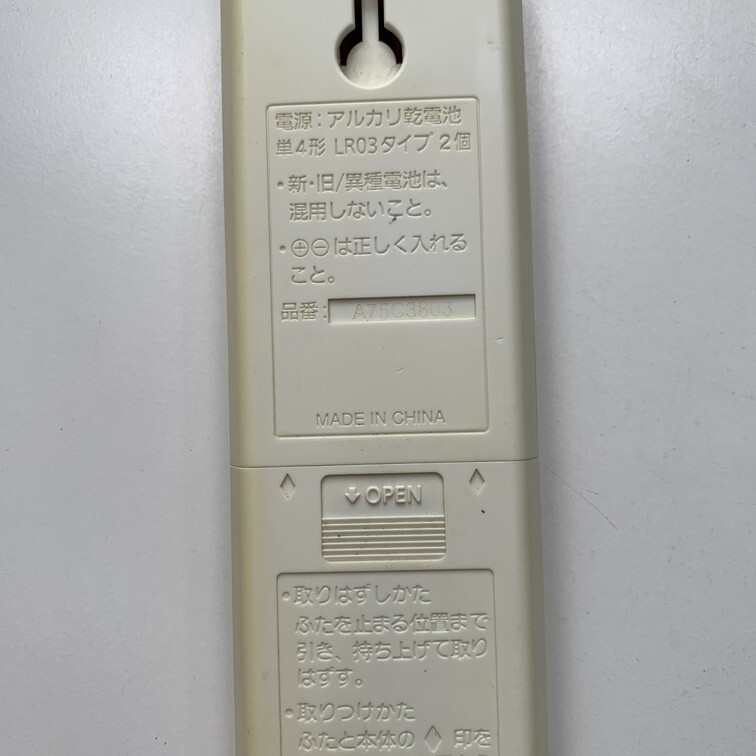 電源：アルカリ乾電池
単4形 LR03タイプ 2個
・新・旧/異種電池は、
混用しないこと。
・⊕⊖は正しく入れる
こと。
品番：A75C3803
MADE IN CHINA
OPEN
・取りはずしかた
ふたを止まる位置まで
引き、持ち上げて取り
はずす。
・取りつけかた
ふたと本体の ◇ 印を